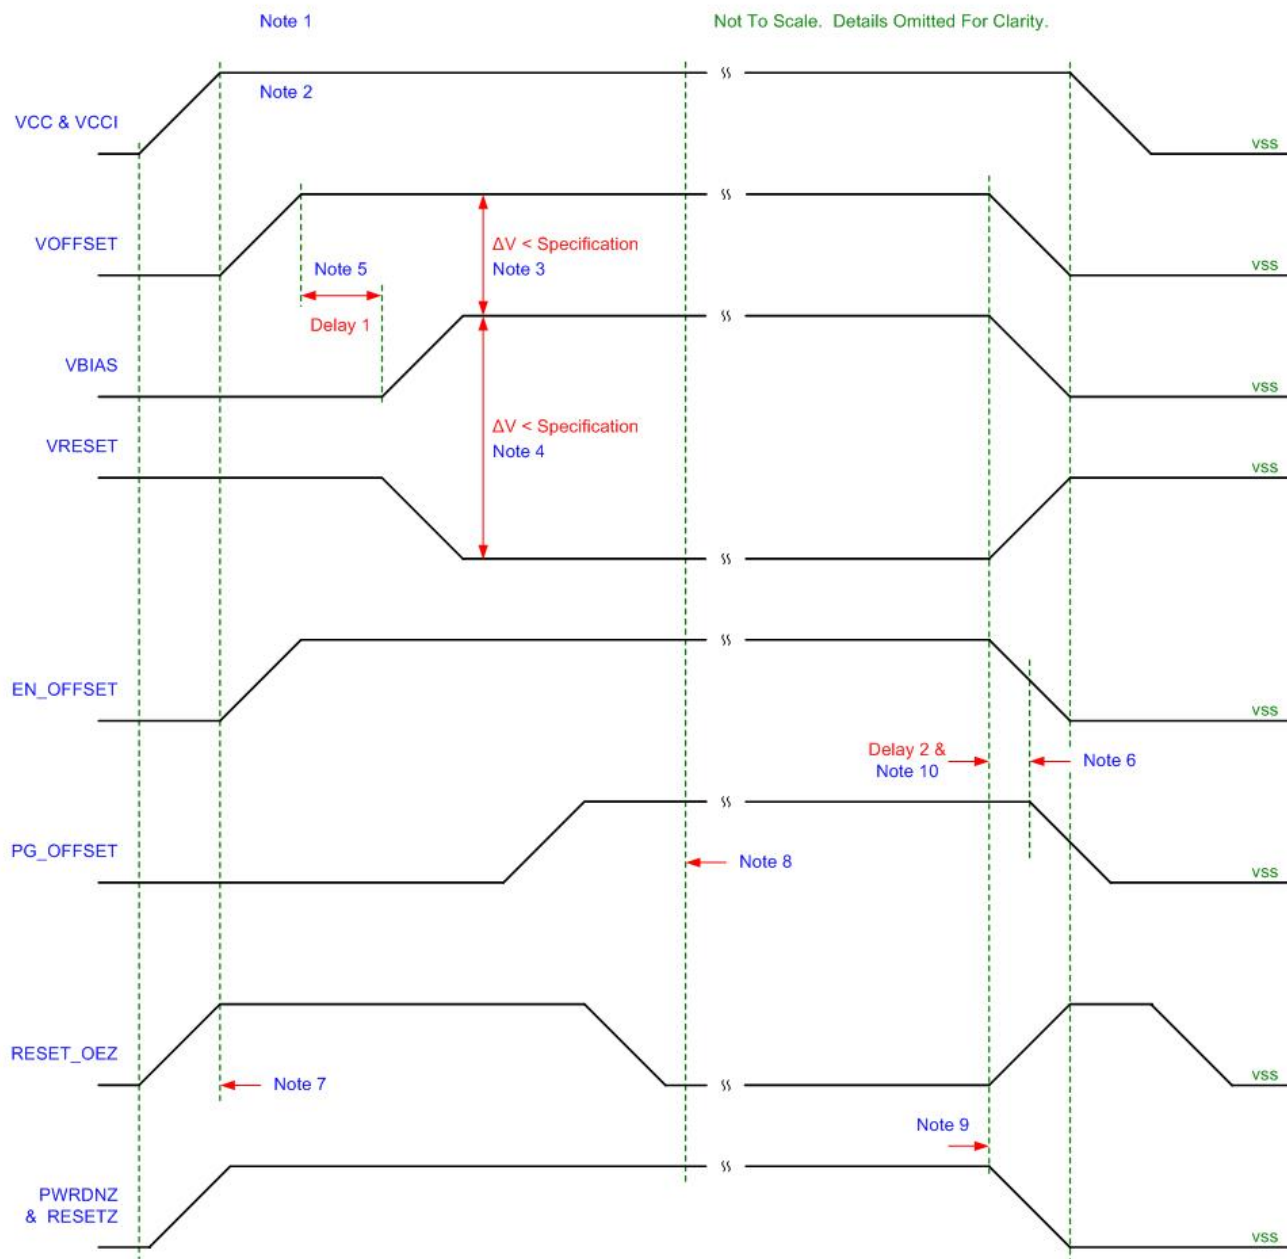 Note 1
Not To Scale.  Details Omitted For Clarity.
Note 2
VCC & VCCI
VSS
VOFFSET
ΔV < Specification
Note 3
Note 5
VSS
Delay 1
VBIAS
VSS
ΔV < Specification
Note 4
VRESET
VSS
EN_OFFSET
VSS
Delay 2 &
Note 10
Note 6
PG_OFFSET
Note 8
VSS
RESET_OEZ
Note 7
VSS
Note 9
PWRDNZ
& RESETZ
VSS